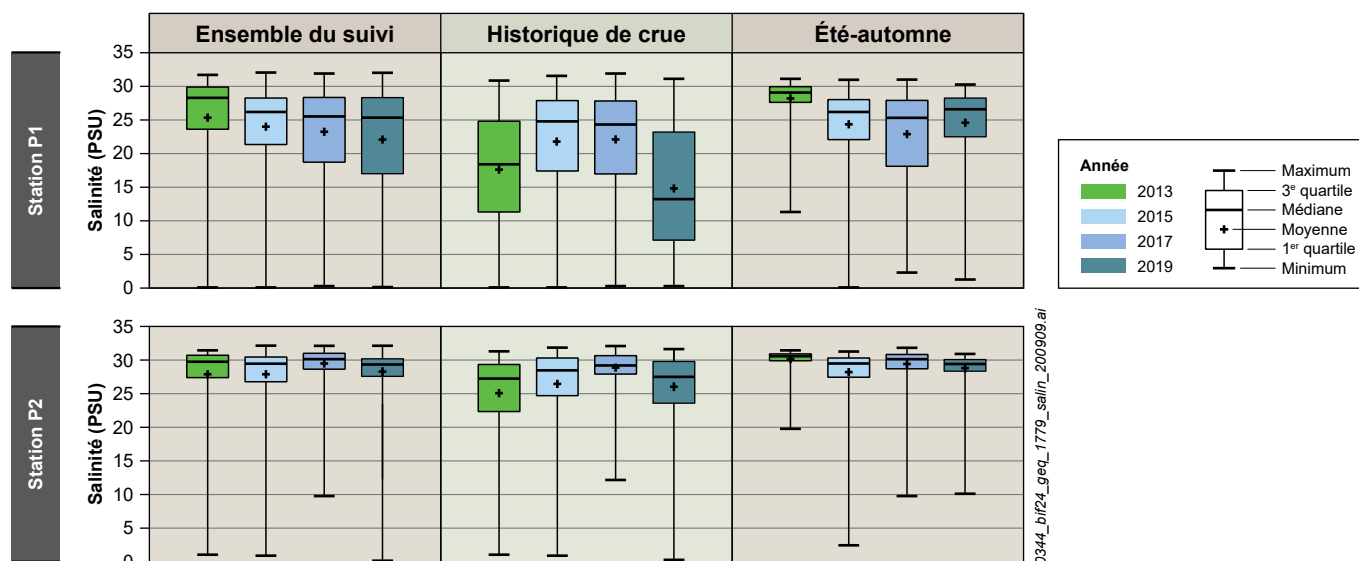 Ensemble du suivi
Historique de crue
Été-automne
Station P1
Salinité (PSU)
35
30
25
20
15
10
5
0
Année
2013
2015
2017
2019
Maximum
3e quartile
Médiane
Moyenne
1er quartile
Minimum
Station P2
Salinité (PSU)
35
30
25
20
15
10
5
0
0344_bif24_geq_1779_salin_200909.ai